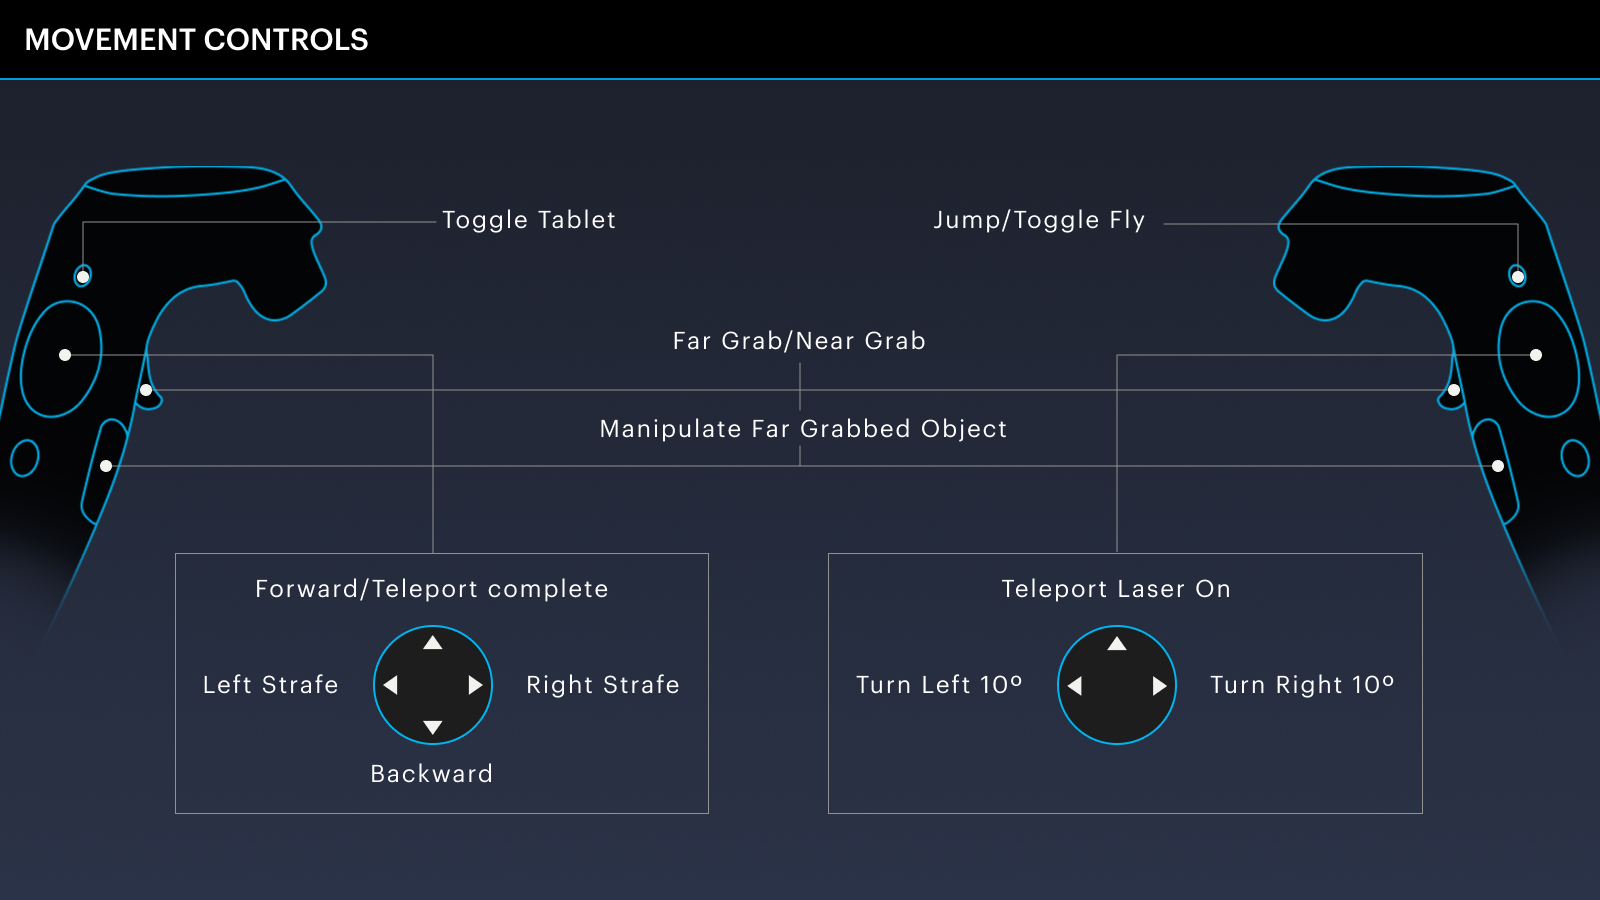 MOVEMENT CONTROLS
Toggle Tablet
Jump/Toggle Fly
Far Grab/Near Grab
Manipulate Far Grabbed Object
Forward/Teleport complete
Left Strafe
Right Strafe
Backward
Teleport Laser On
Turn Left 10º
Turn Right 10º